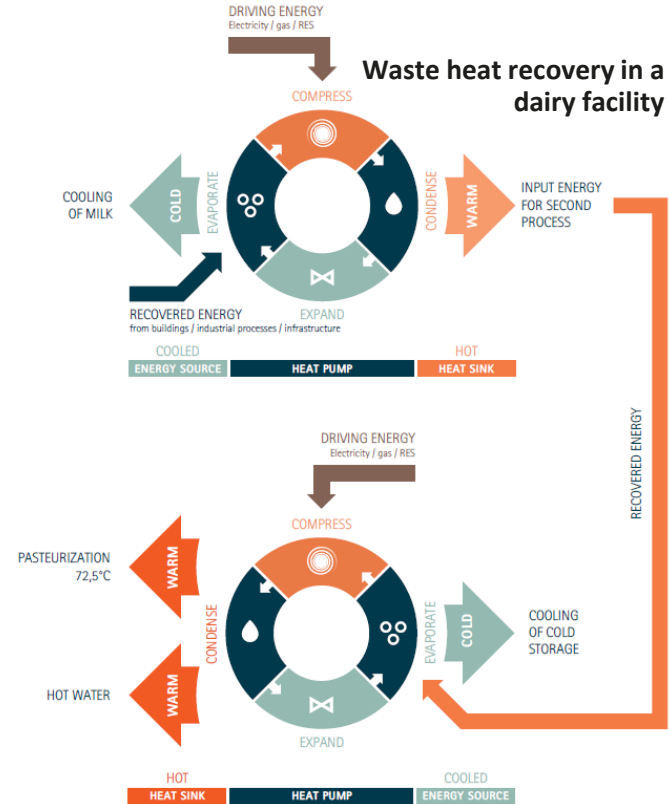 DRIVING ENERGY
Electricity / gas / RES
Waste heat recovery in a
dairy facility
COMPRESS
COOLING
OF MILK
COLD
EVAPORATE
CONDENSE
WARM
INPUT ENERGY
FOR SECOND
PROCESS
RECOVERED ENERGY
from buildings / industrial processes / infrastructure
EXPAND
COOLED
ENERGY SOURCE
HEAT PUMP
HOT
HEAT SINK
RECOVERED ENERGY
DRIVING ENERGY
Electricity / gas / RES
COMPRESS
PASTEURIZATION
72,5°C
WARM
CONDENSE
EVAPORATE
COLD
COOLING
OF COLD
STORAGE
HOT WATER
WARM
EXPAND
HOT
HEAT SINK
HEAT PUMP
COOLED
ENERGY SOURCE